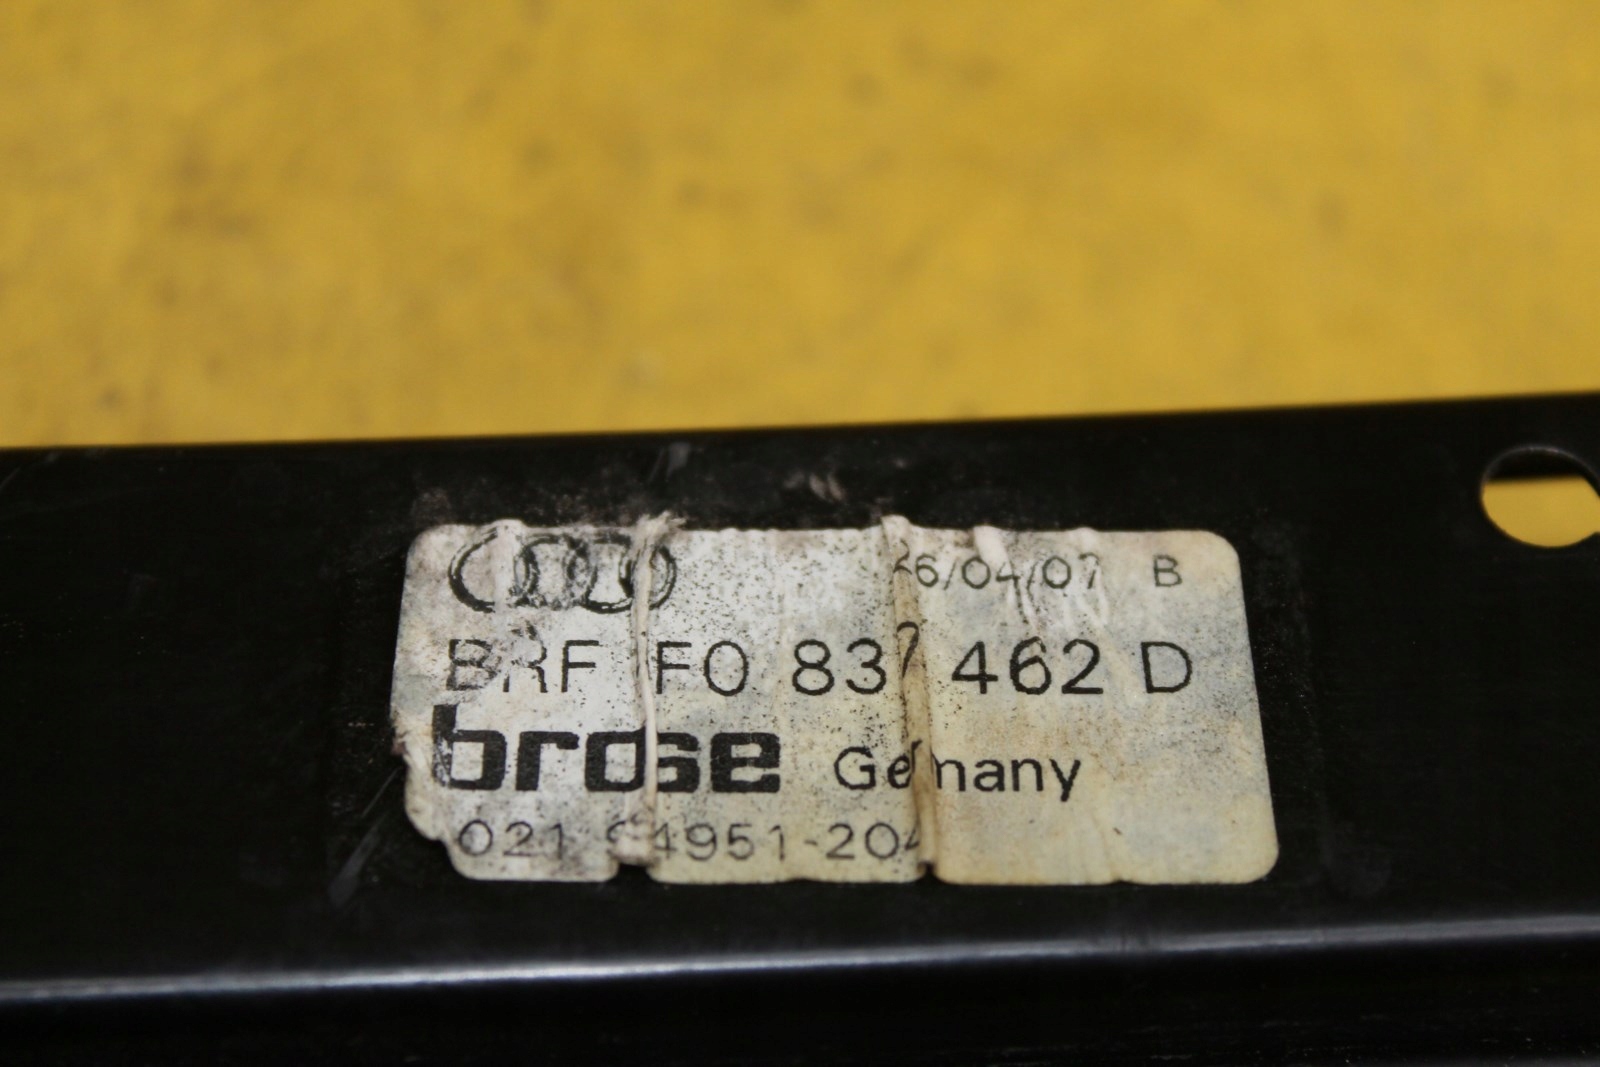 26/04/07 B
BRF F0 837 462 D
brose Germany
021 94951-204